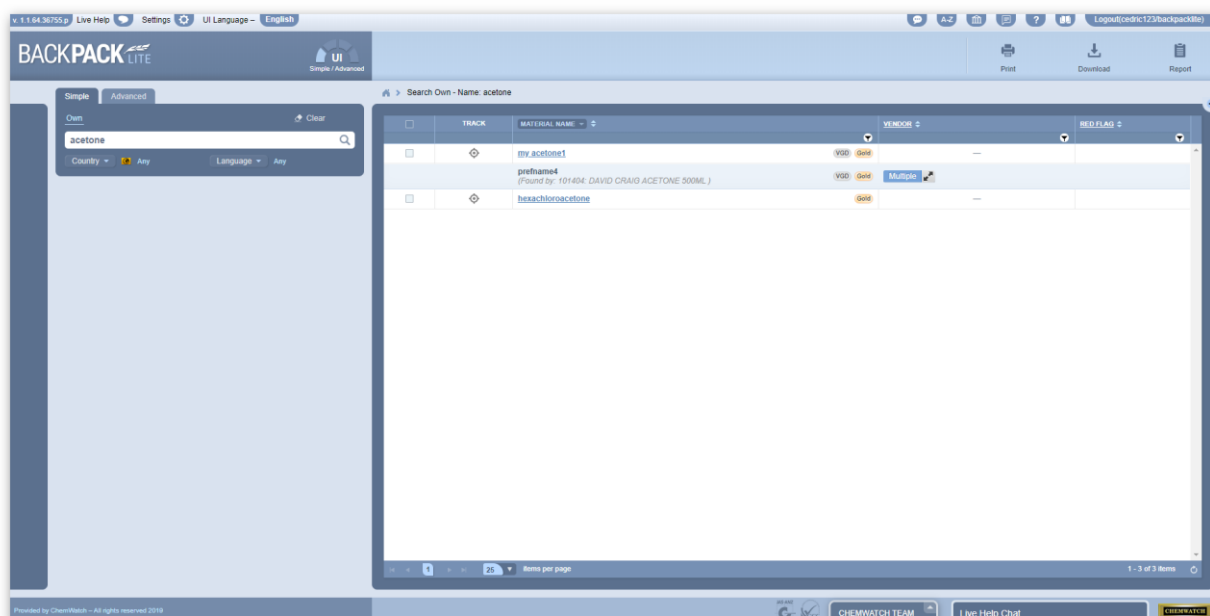 v. 1.1.64.36755.p Live Help Settings UI Language – English A-Z ? Logout(cedric123/backpacklite)
BACKPACK LITE
UI
Simple / Advanced
Print Download Report
Simple Advanced
> Search Own - Name: acetone
Own Clear
acetone
Country Any Language Any
TRACK MATERIAL NAME VENDOR RED FLAG
my acetone1 VGD Gold —
prefname4 VGD Gold Multiple
(Found by: 101404: DAVID CRAIG ACETONE 500ML )
hexachloroacetone Gold —
1 25 items per page 1 - 3 of 3 items
Provided by ChemWatch – All rights reserved 2019 CHEMWATCH TEAM Live Help Chat CHEMWATCH